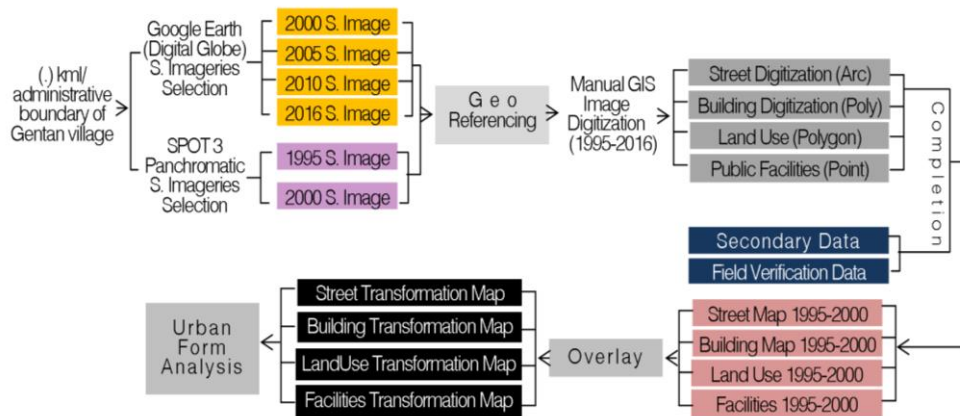 (.) kml/
administrative
boundary of
Gentan village
Google Earth
(Digital Globe)
S. Imageries
Selection
2000 S. Image
2005 S. Image
2010 S. Image
2016 S. Image
SPOT 3
Panchromatic
S. Imageries
Selection
1995 S. Image
2000 S. Image
Geo
Referencing
Manual GIS
Image
Digitization
(1995-2016)
Street Digitization (Arc)
Building Digitization (Poly)
Land Use (Polygon)
Public Facilities (Point)
Completion
Secondary Data
Field Verification Data
Street Map 1995-2000
Building Map 1995-2000
Land Use 1995-2000
Facilities 1995-2000
Overlay
Street Transformation Map
Building Transformation Map
LandUse Transformation Map
Facilities Transformation Map
Urban
Form
Analysis